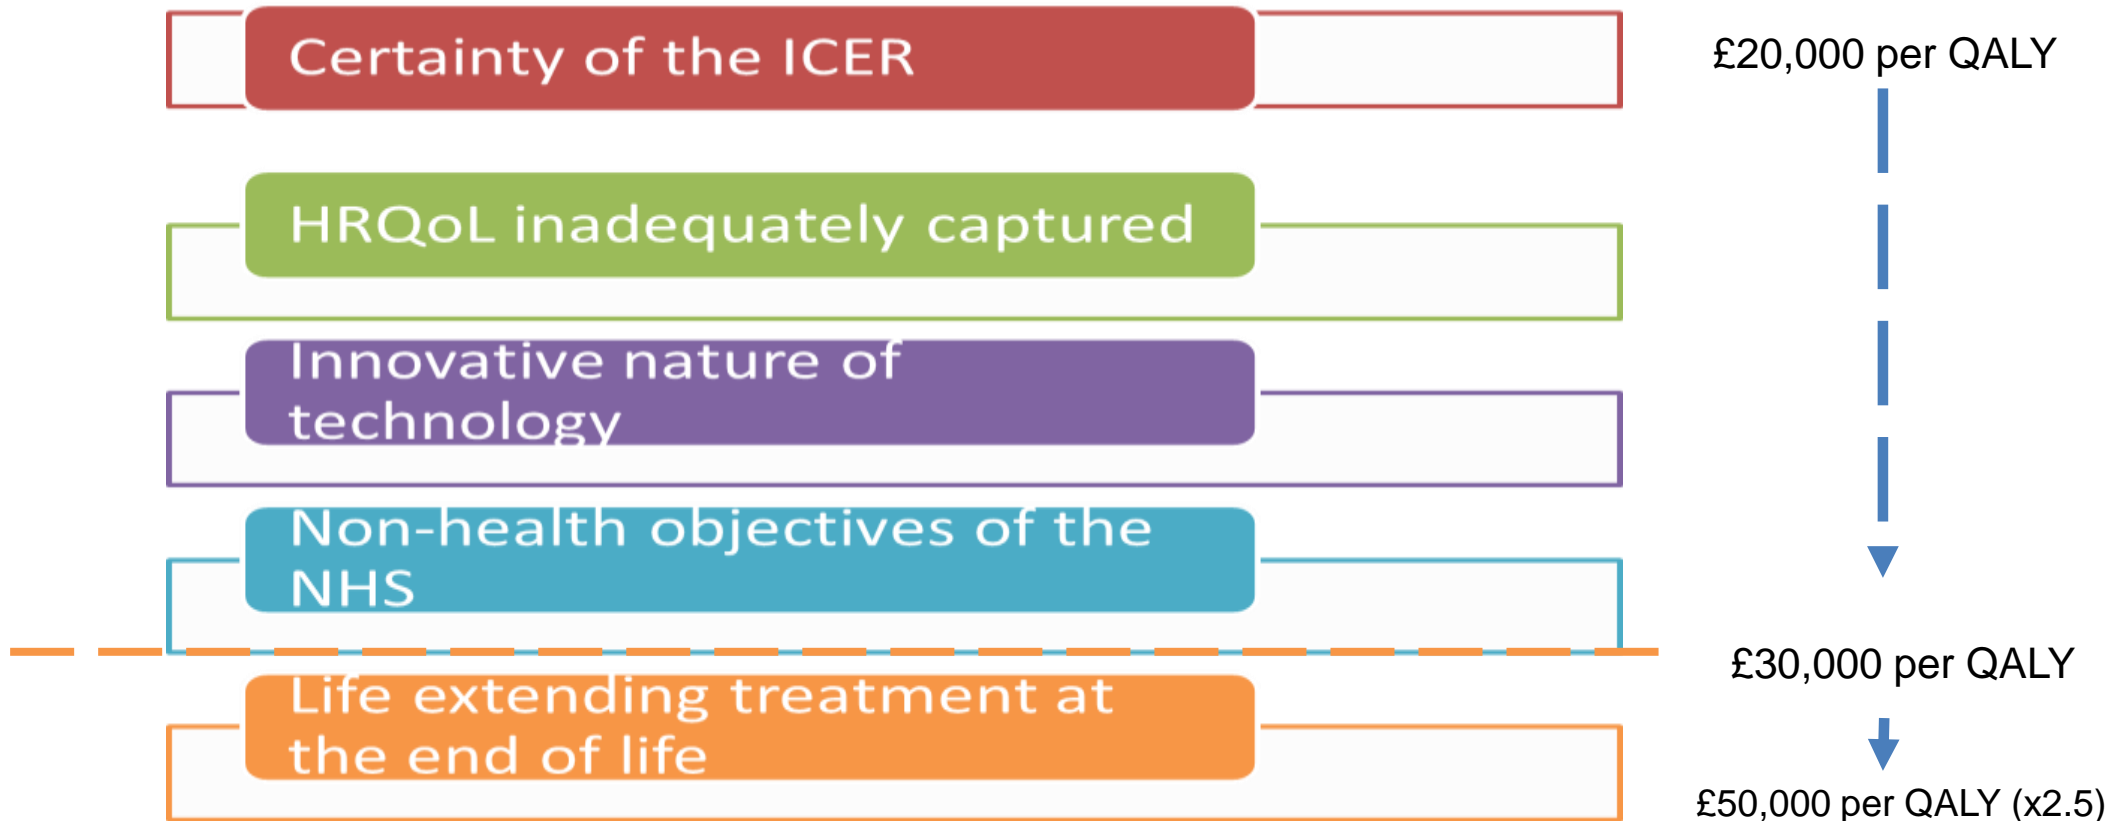 Certainty of the ICER
£20,000 per QALY
HRQoL inadequately captured
Innovative nature of
technology
Non-health objectives of the
NHS
£30,000 per QALY
Life extending treatment at
the end of life
£50,000 per QALY (x2.5)